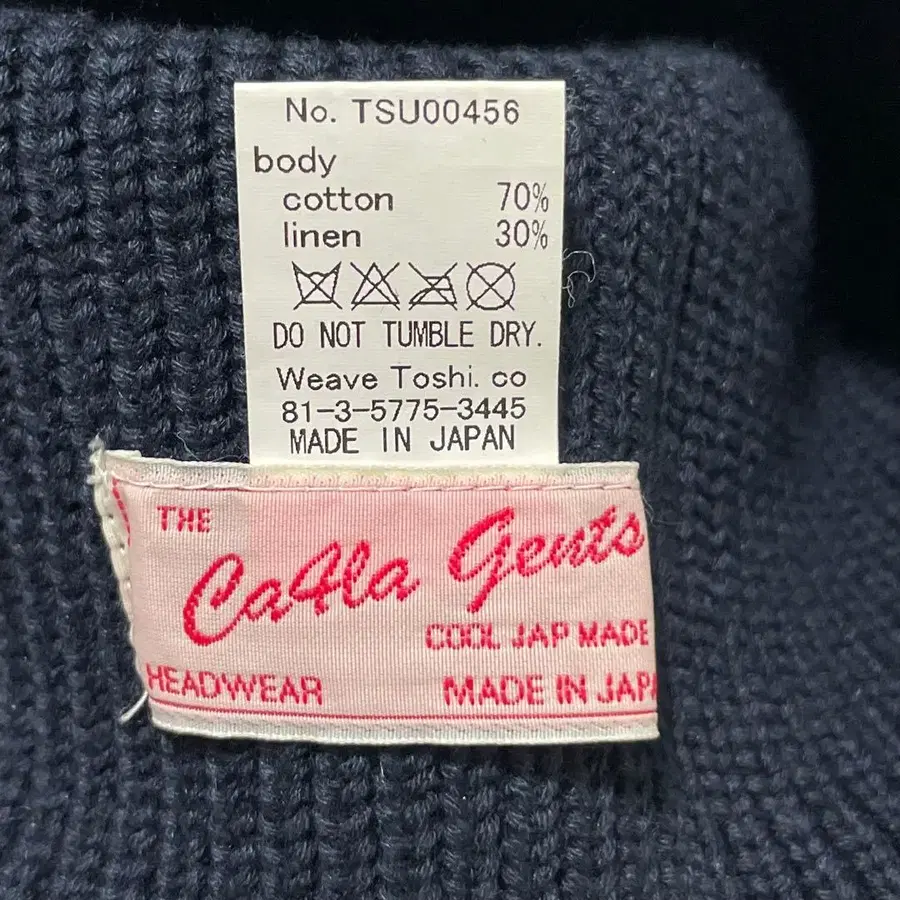 No. TSU00456
body
cotton 70%
linen 30%
DO NOT TUMBLE DRY.
Weave Toshi. co
81-3-5775-3445
MADE IN JAPAN
THE
Ca4la Gents
COOL JAP MADE
HEADWEAR MADE IN JAPA